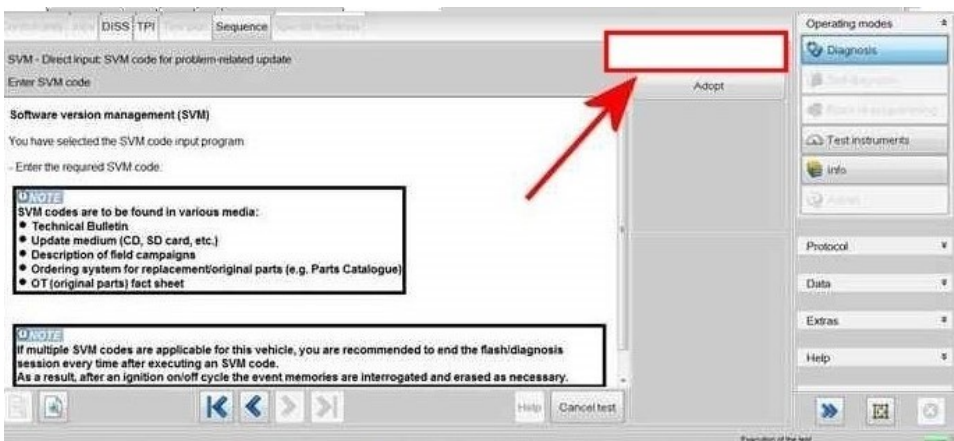 DISS
TPI
Sequence
SVM - Direct input: SVM code for problem-related update
Enter SVM code
Adopt
Software version management (SVM)
You have selected the SVM code input program
- Enter the required SVM code:
NOTE
SVM codes are to be found in various media:
● Technical Bulletin
● Update medium (CD, SD card, etc.)
● Description of field campaigns
● Ordering system for replacement/original parts (e.g. Parts Catalogue)
● OT (original parts) fact sheet
NOTE
If multiple SVM codes are applicable for this vehicle, you are recommended to end the flash/diagnosis
session every time after executing an SVM code.
As a result, after an ignition on/off cycle the event memories are interrogated and erased as necessary.
Help
Cancel test
Operating modes
Diagnosis
Test instruments
Info
Admin
Protocol
Data
Extras
Help
Execution of the test